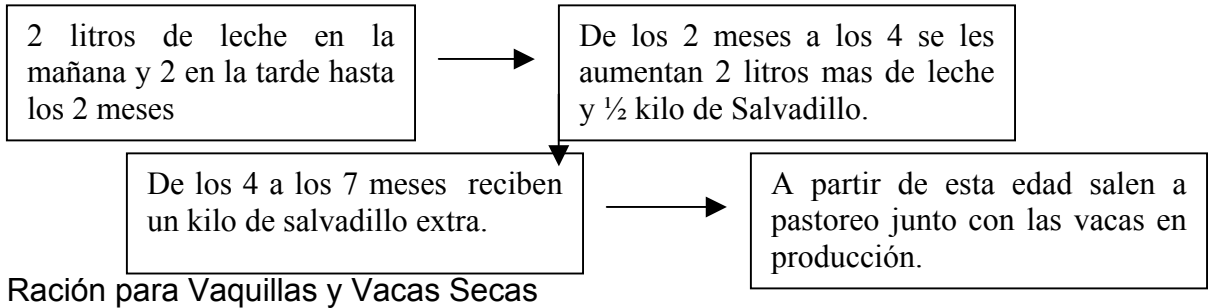 2 litros de leche en la
mañana y 2 en la tarde hasta
los 2 meses
De los 2 meses a los 4 se les
aumentan 2 litros mas de leche
y ½ kilo de Salvadillo.
De los 4 a los 7 meses reciben
un kilo de salvadillo extra.
A partir de esta edad salen a
pastoreo junto con las vacas en
producción.
Ración para Vaquillas y Vacas Secas